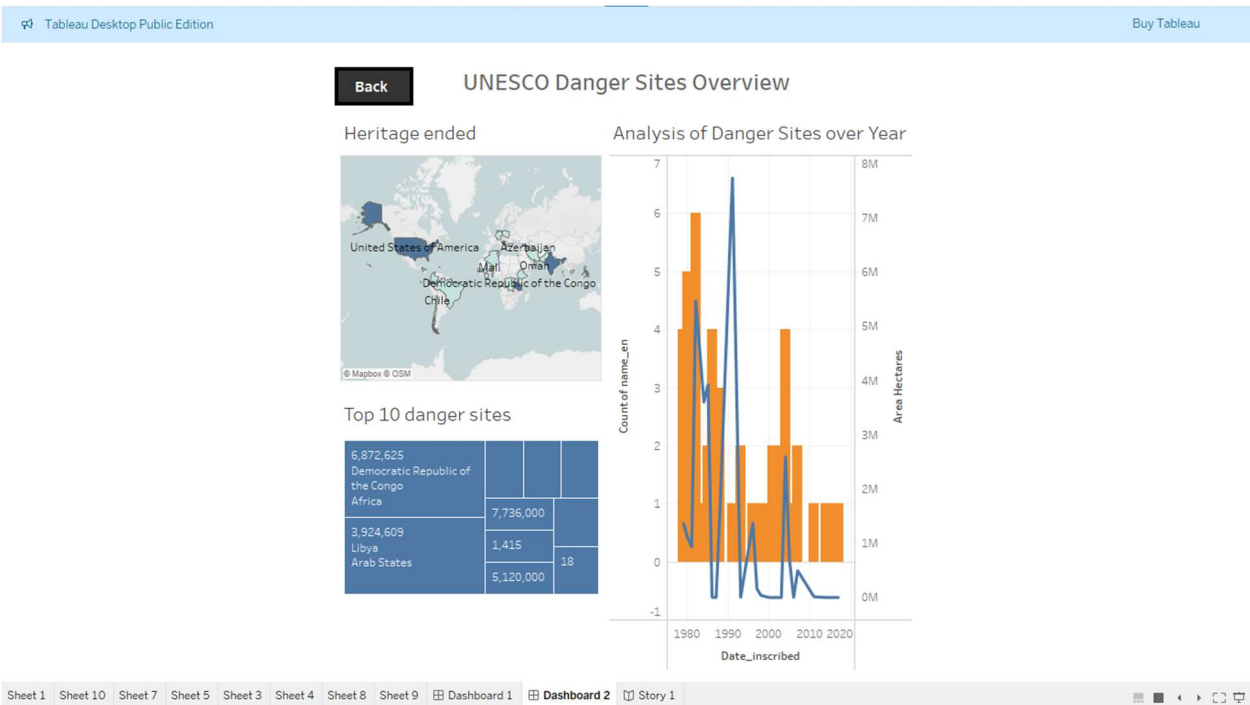 Tableau Desktop Public Edition
Buy Tableau
Back
UNESCO Danger Sites Overview
Heritage ended
United States of America
Azerbaijan
Mali
Oman
Democratic Republic of the Congo
Chile
© Mapbox © OSM
Top 10 danger sites
6,872,625
Democratic Republic of
the Congo
Africa
3,924,609
Libya
Arab States
7,736,000
1,415
5,120,000
18
Analysis of Danger Sites over Year
7
6
5
4
3
2
1
0
-1
Count of name_en
8M
7M
6M
5M
4M
3M
2M
1M
0M
Area Hectares
1980 1990 2000 2010 2020
Date_inscribed
Sheet 1 Sheet 10 Sheet 7 Sheet 5 Sheet 3 Sheet 4 Sheet 8 Sheet 9 Dashboard 1 Dashboard 2 Story 1